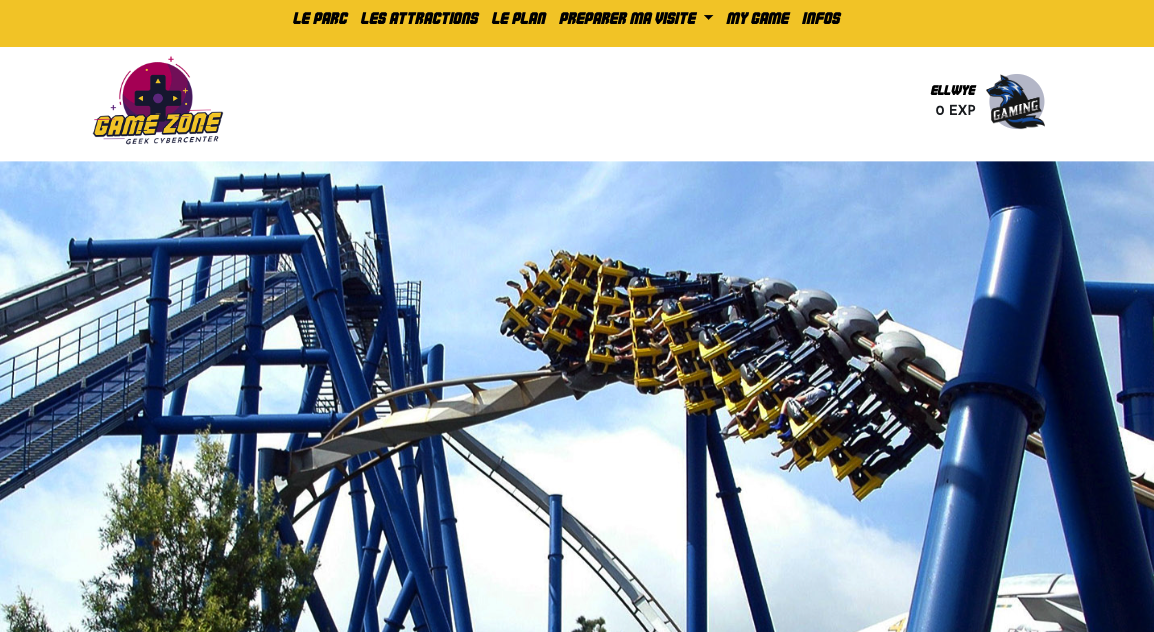 LE PARC LES ATTRACTIONS LE PLAN PREPARER MA VISITE MY GAME INFOS
GAME ZONE
GEEK CYBERCENTER
ELLWYE
0 EXP
GAMING